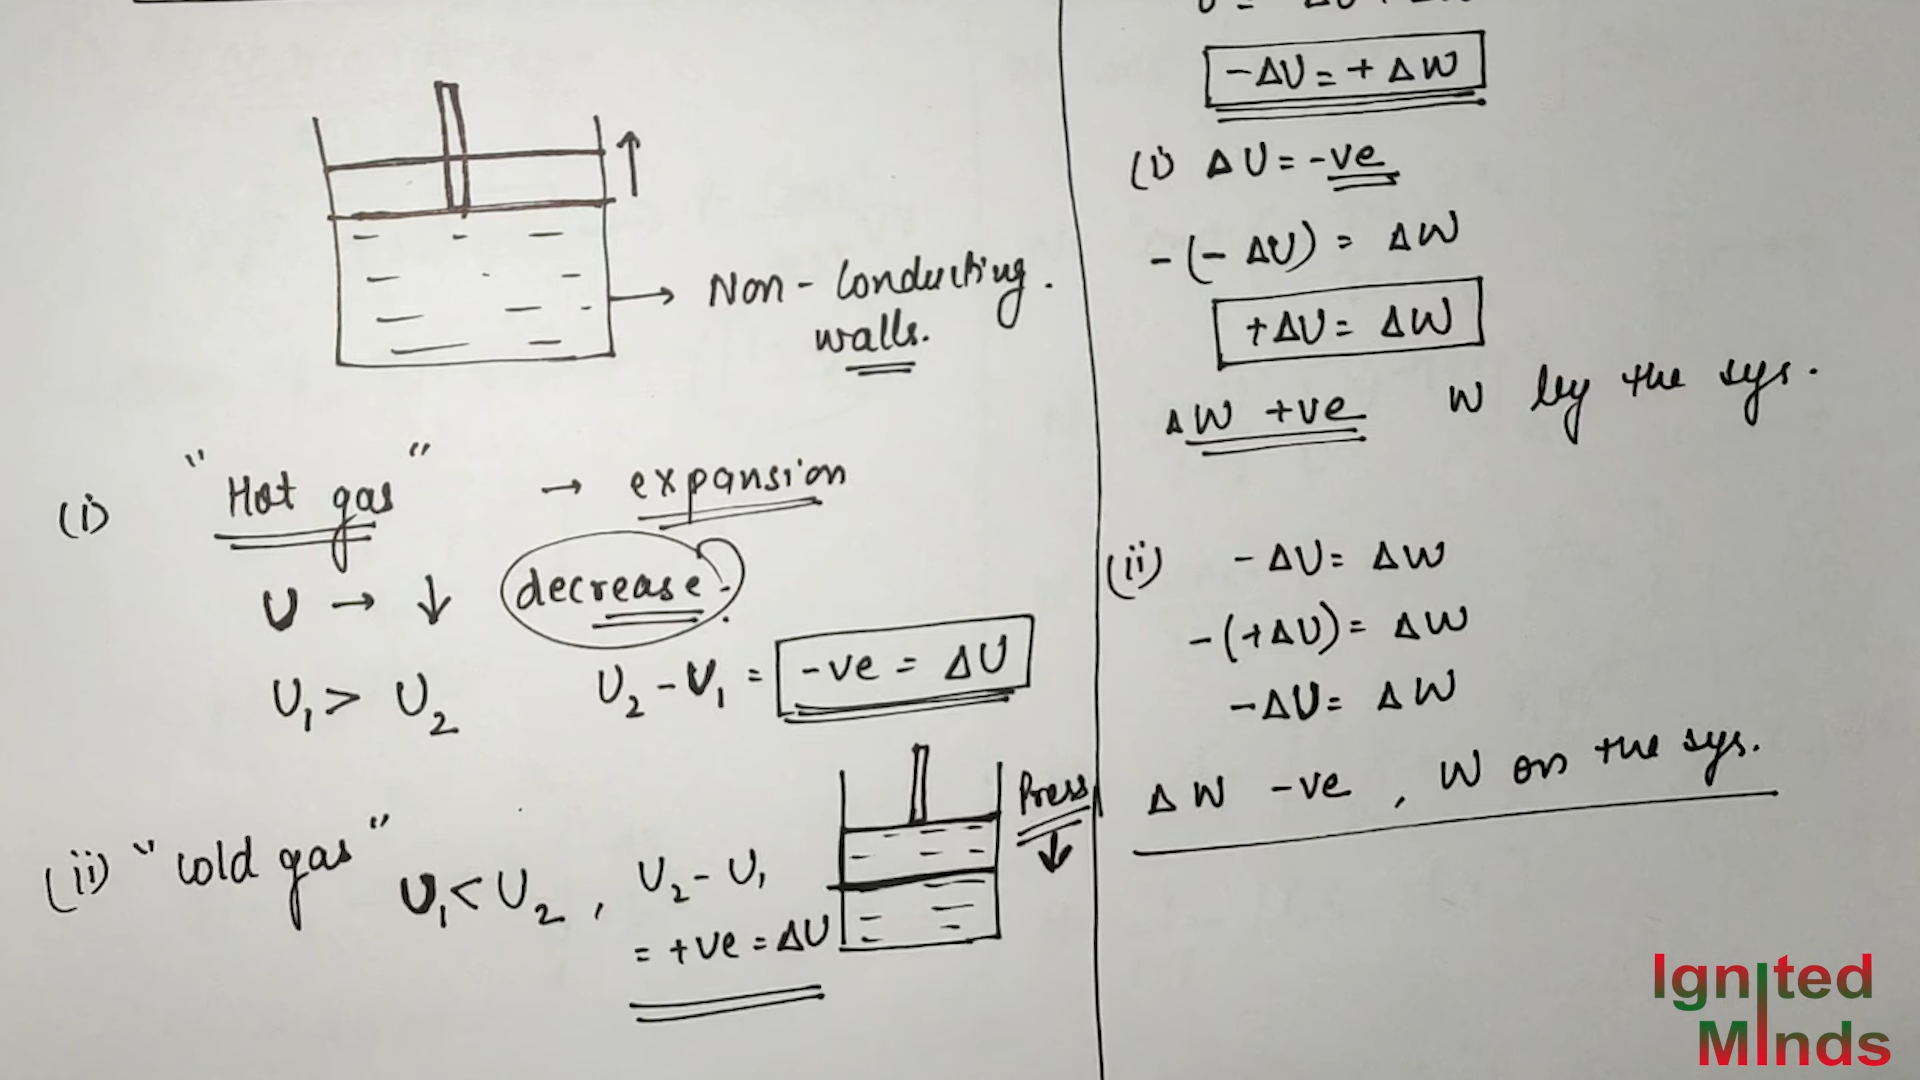 Non-Conducting.
walls.
(i) "Hot gas" → expansion
U → ↓ decrease.
U₁ > U₂ U₂ - U₁ = -ve = ΔU
(ii) "cold gas" U₁ < U₂ , U₂ - U₁
= +ve = ΔU
Press
↓
-ΔU = + ΔW
(i) ΔU = -ve
-(- ΔU) = ΔW
+ΔU = ΔW
ΔW +ve W by the sys.
(ii) -ΔU = ΔW
-(+ΔU) = ΔW
-ΔU = ΔW
ΔW -ve , W on the sys.
Ignited
Minds